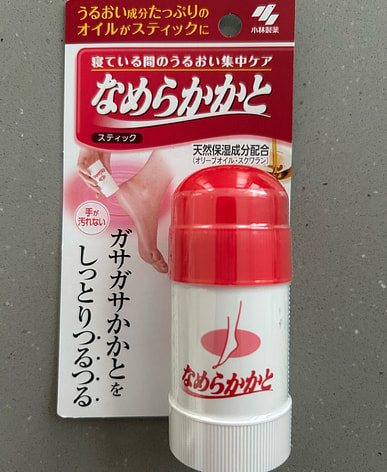 うるおい成分たっぷりの
オイルがスティックに
小林製薬
寝ている間のうるおい集中ケア
なめらかかと
スティック
天然保湿成分配合
(オリーブオイル・スクワラン)
手が
汚れない
ガサガサかかとを
しっとりつるつる
なめらかかと